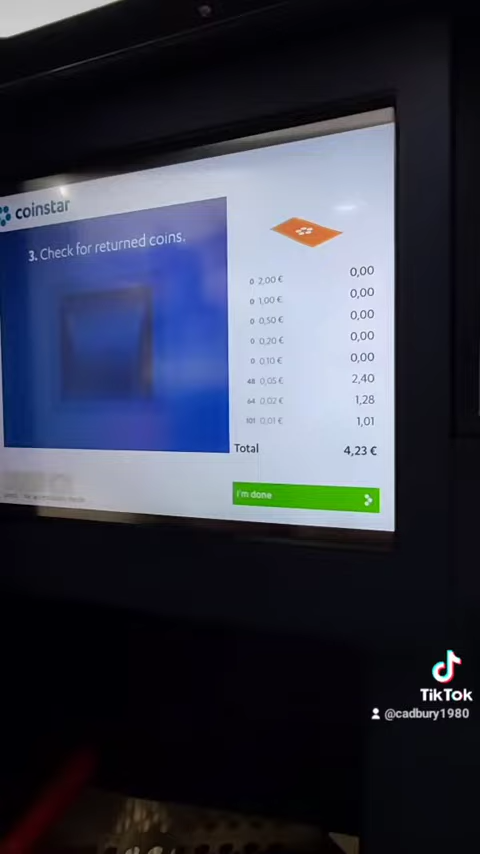 coinstar
3. Check for returned coins.
0 2,00 € 0,00
0 1,00 € 0,00
0 0,50 € 0,00
0 0,20 € 0,00
0 0,10 € 0,00
48 0,05 € 2,40
64 0,02 € 1,28
101 0,01 € 1,01
Total 4,23 €
I'm done
TikTok
@cadbury1980